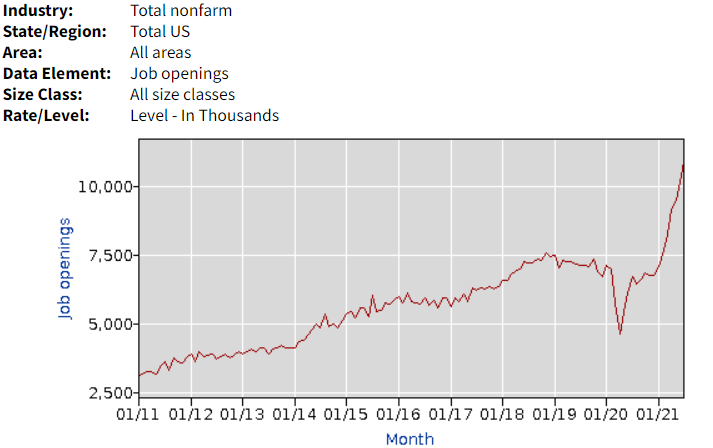 Industry: Total nonfarm
State/Region: Total US
Area: All areas
Data Element: Job openings
Size Class: All size classes
Rate/Level: Level - In Thousands
10,000
7,500
5,000
2,500
Job openings
01/11 01/12 01/13 01/14 01/15 01/16 01/17 01/18 01/19 01/20 01/21
Month